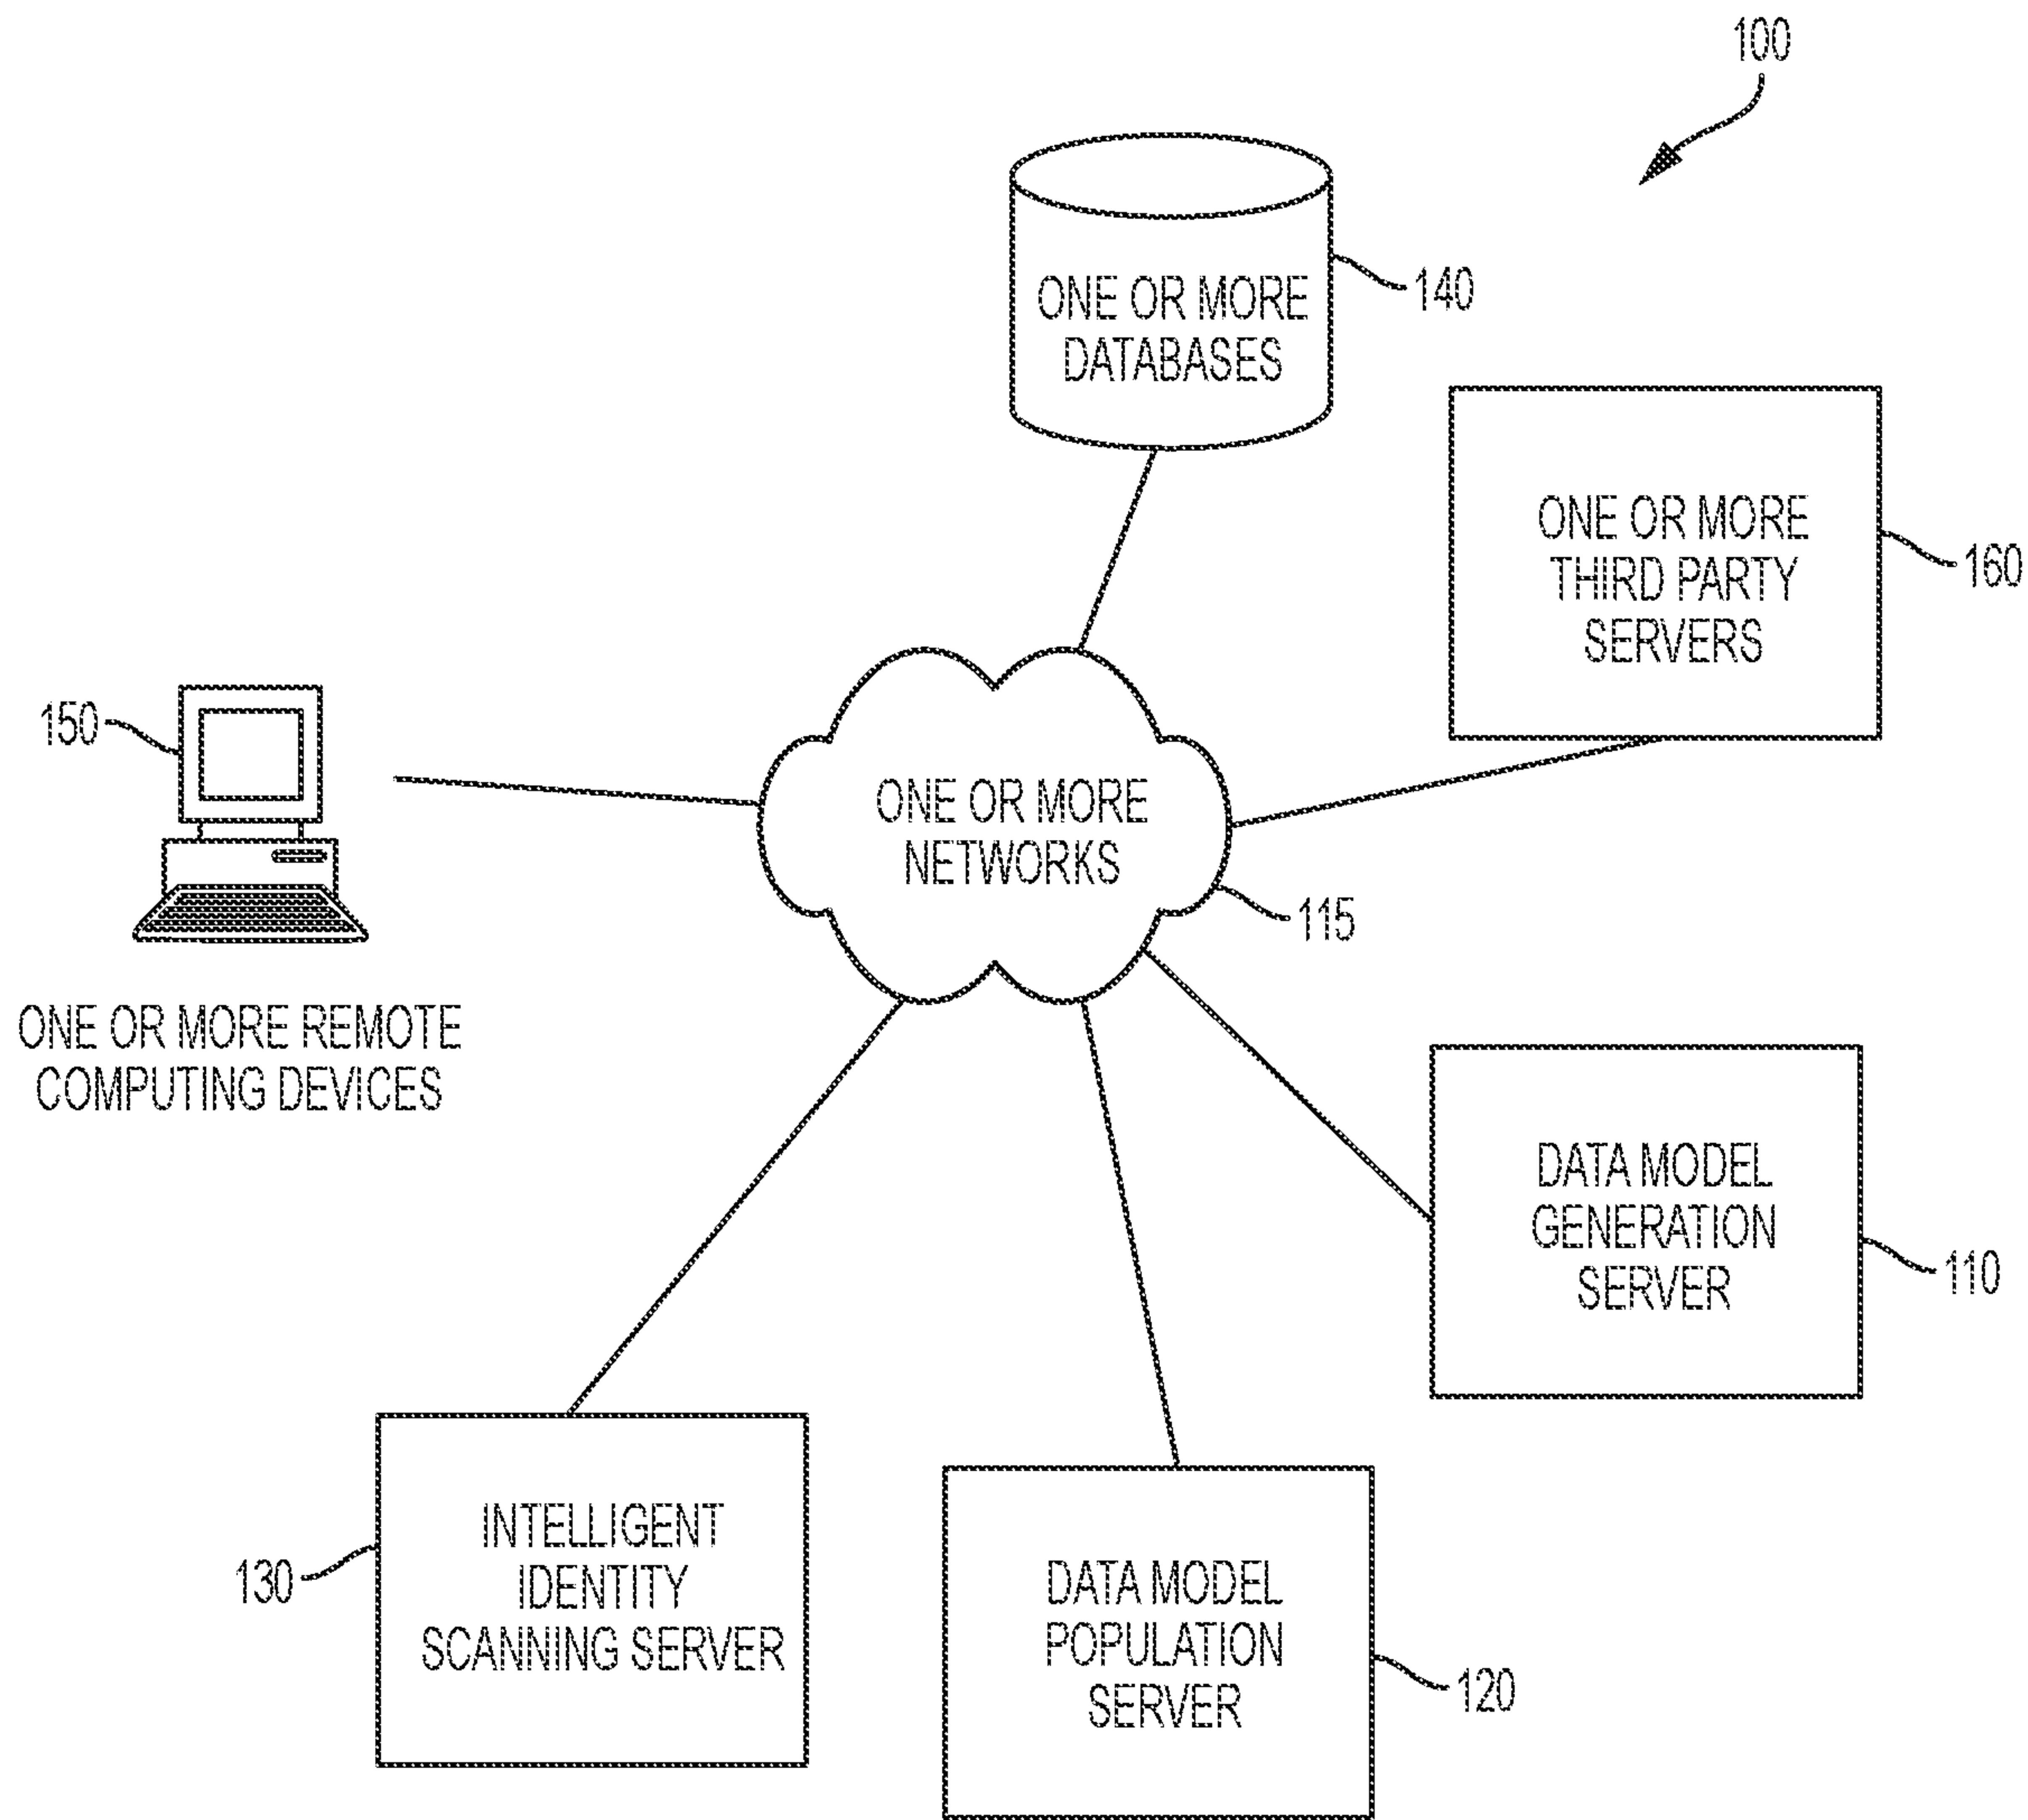 100
ONE OR MORE
DATABASES
140
ONE OR MORE
THIRD PARTY
SERVERS
160
150
ONE OR MORE
NETWORKS
115
ONE OR MORE REMOTE
COMPUTING DEVICES
DATA MODEL
GENERATION
SERVER
110
INTELLIGENT
IDENTITY
SCANNING SERVER
130
DATA MODEL
POPULATION
SERVER
120